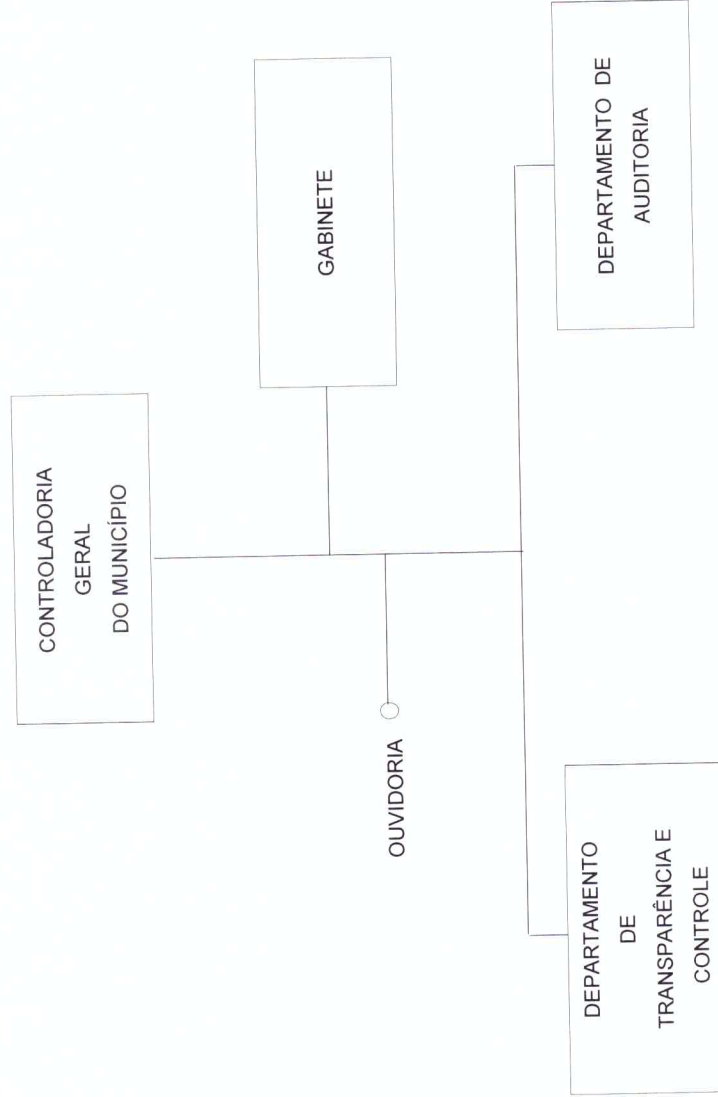 CONTROLADORIA
GERAL
DO MUNICÍPIO
GABINETE
OUVIDORIA
DEPARTAMENTO
DE
TRANSPARÊNCIA E
CONTROLE
DEPARTAMENTO DE
AUDITORIA